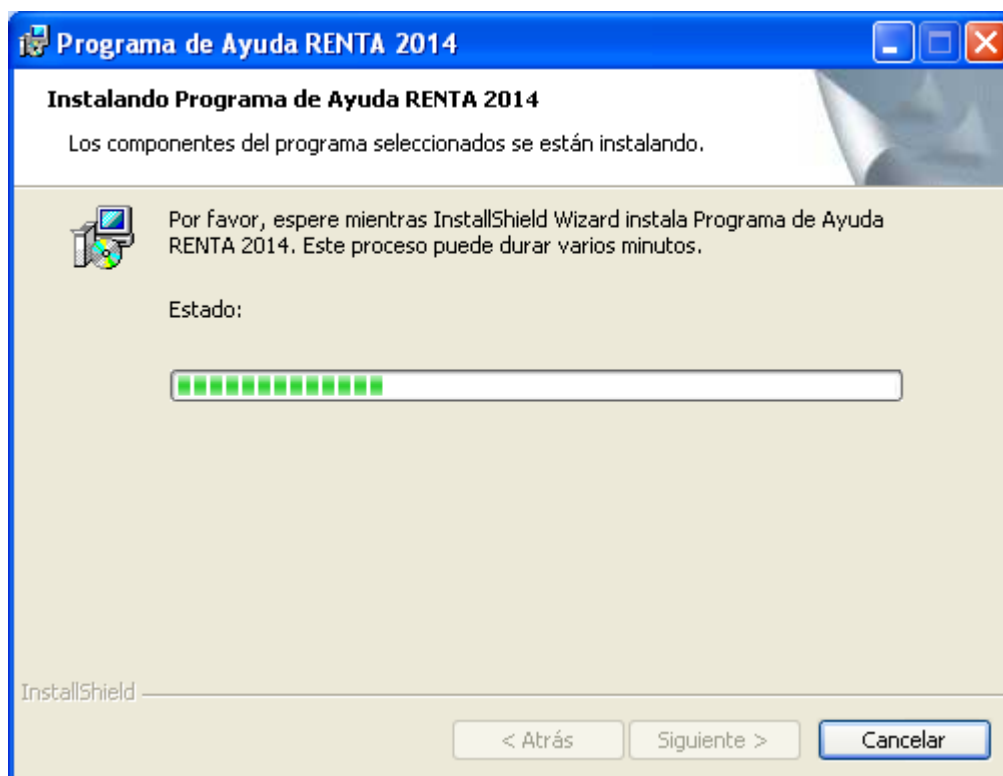 Programa de Ayuda RENTA 2014
Instalando Programa de Ayuda RENTA 2014
Los componentes del programa seleccionados se están instalando.
Por favor, espere mientras InstallShield Wizard instala Programa de Ayuda
RENTA 2014. Este proceso puede durar varios minutos.
Estado:
InstallShield
< Atrás
Siguiente >
Cancelar